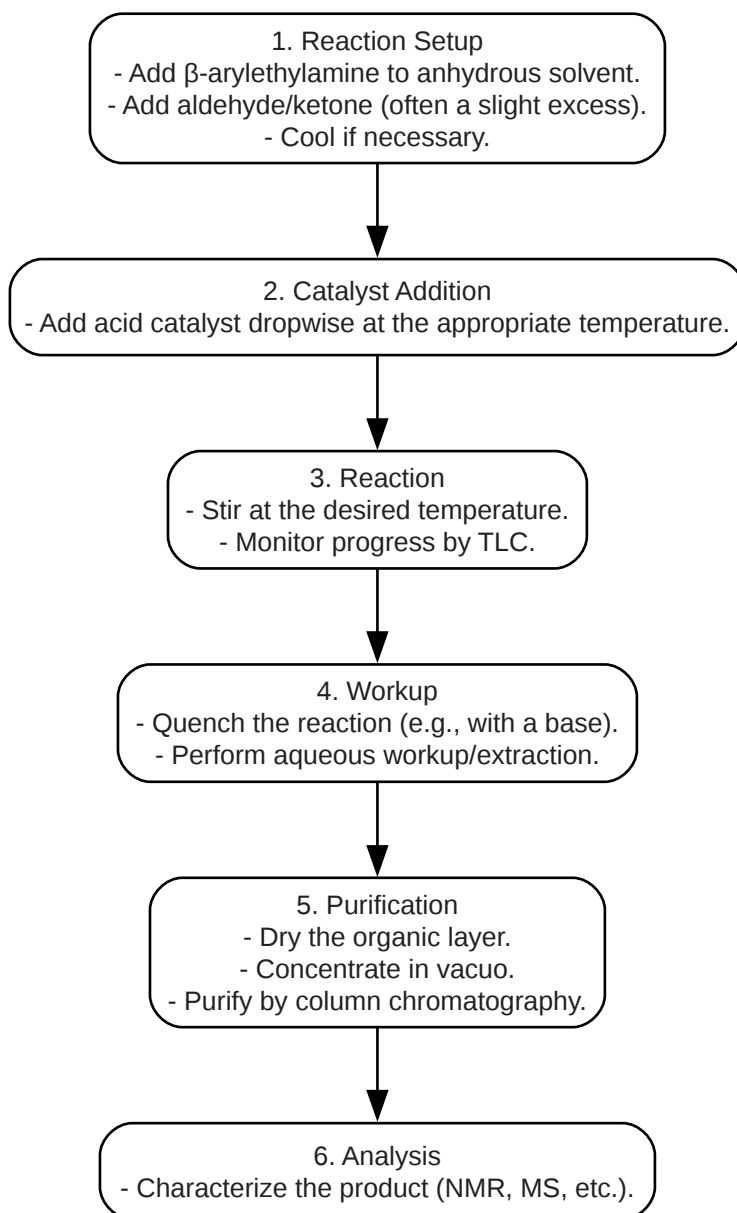 1. Reaction Setup
- Add β-arylethylamine to anhydrous solvent.
- Add aldehyde/ketone (often a slight excess).
- Cool if necessary.
2. Catalyst Addition
- Add acid catalyst dropwise at the appropriate temperature.
3. Reaction
- Stir at the desired temperature.
- Monitor progress by TLC.
4. Workup
- Quench the reaction (e.g., with a base).
- Perform aqueous workup/extraction.
5. Purification
- Dry the organic layer.
- Concentrate in vacuo.
- Purify by column chromatography.
6. Analysis
- Characterize the product (NMR, MS, etc.).